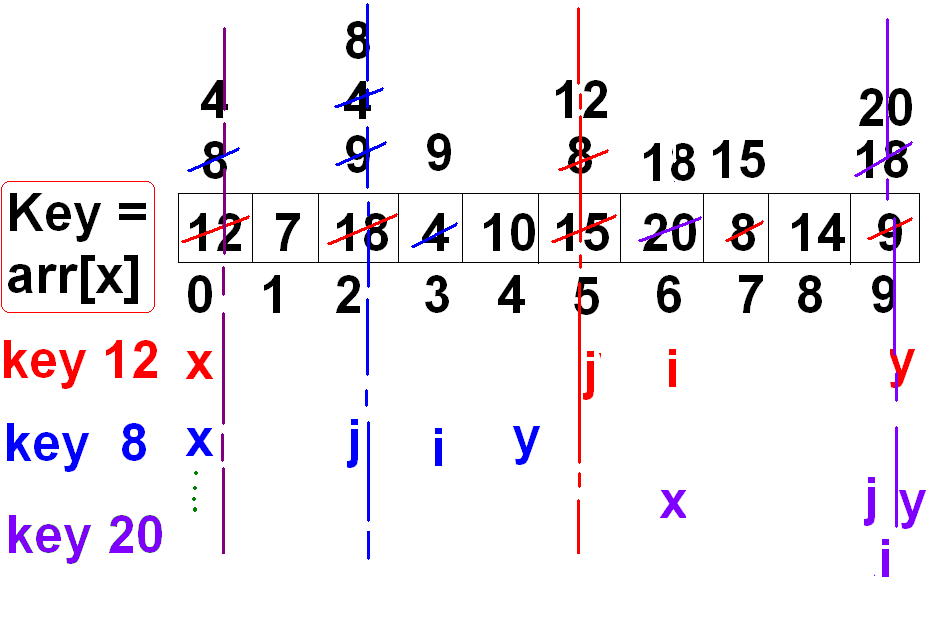 8
4 4 12 20
8 9 9 8 18 15 18
Key = 12 7 18 4 10 15 20 8 14 9
arr[x] 0 1 2 3 4 5 6 7 8 9
key 12 x j i y
key 8 x j i y
x j y
key 20 i